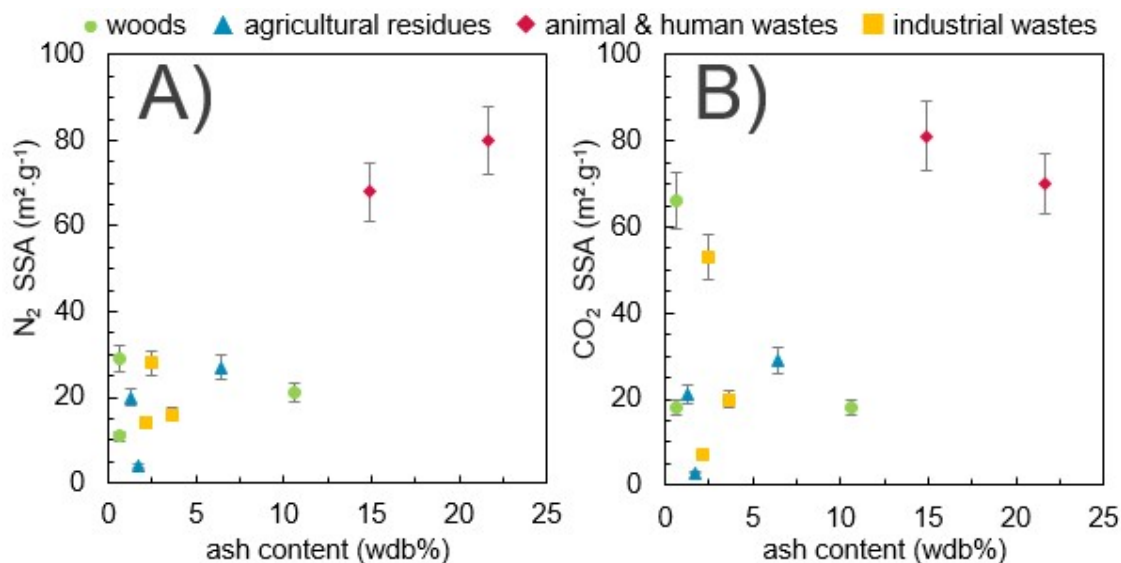 woods agricultural residues animal & human wastes industrial wastes
A)
100
80
60
40
20
0
N₂ SSA (m².g⁻¹)
0 5 10 15 20 25
ash content (wdb%)
B)
100
80
60
40
20
0
CO₂ SSA (m².g⁻¹)
0 5 10 15 20 25
ash content (wdb%)